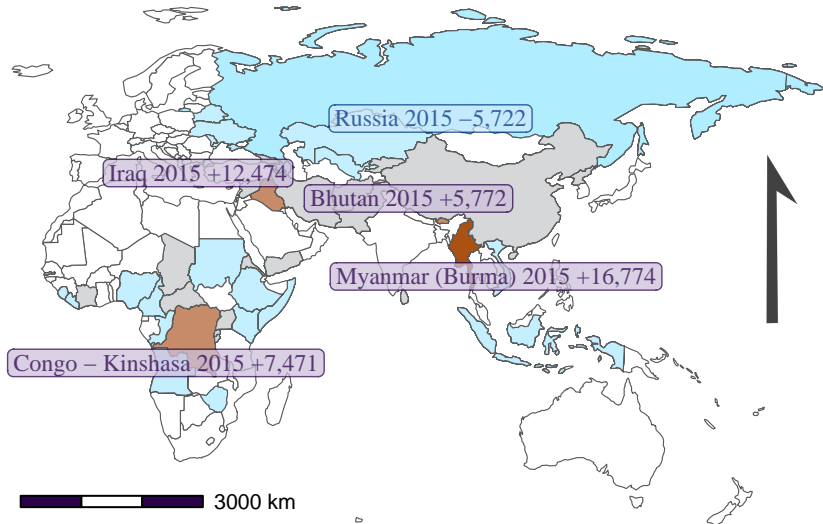 Russia 2015 −5,722
Iraq 2015 +12,474
Bhutan 2015 +5,772
Myanmar (Burma) 2015 +16,774
Congo − Kinshasa 2015 +7,471
3000 km